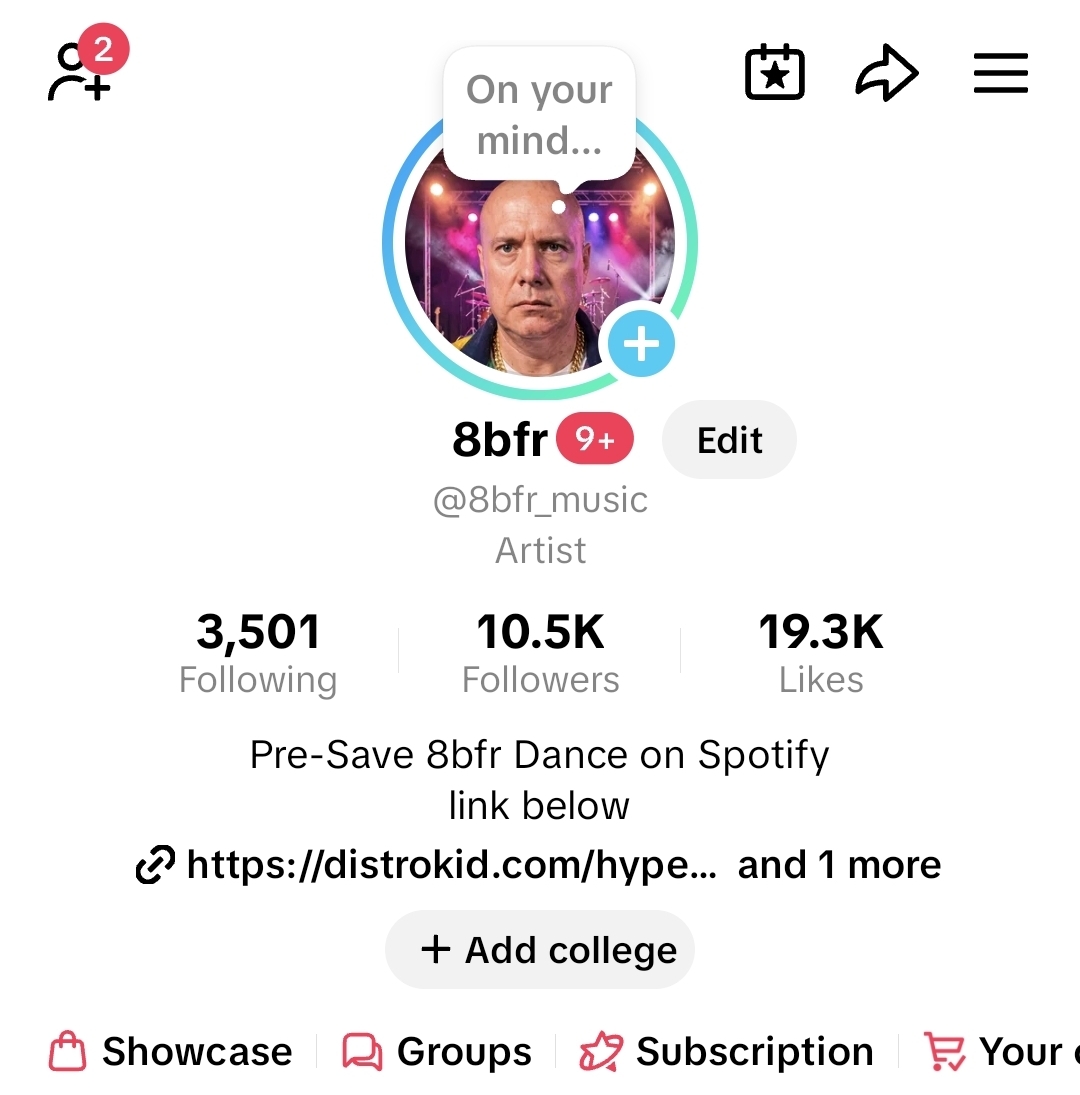 2
On your
mind...
8bfr 9+ Edit
@8bfr_music
Artist
3,501 10.5K 19.3K
Following Followers Likes
Pre-Save 8bfr Dance on Spotify
link below
https://distrokid.com/hype... and 1 more
+ Add college
Showcase Groups Subscription Your